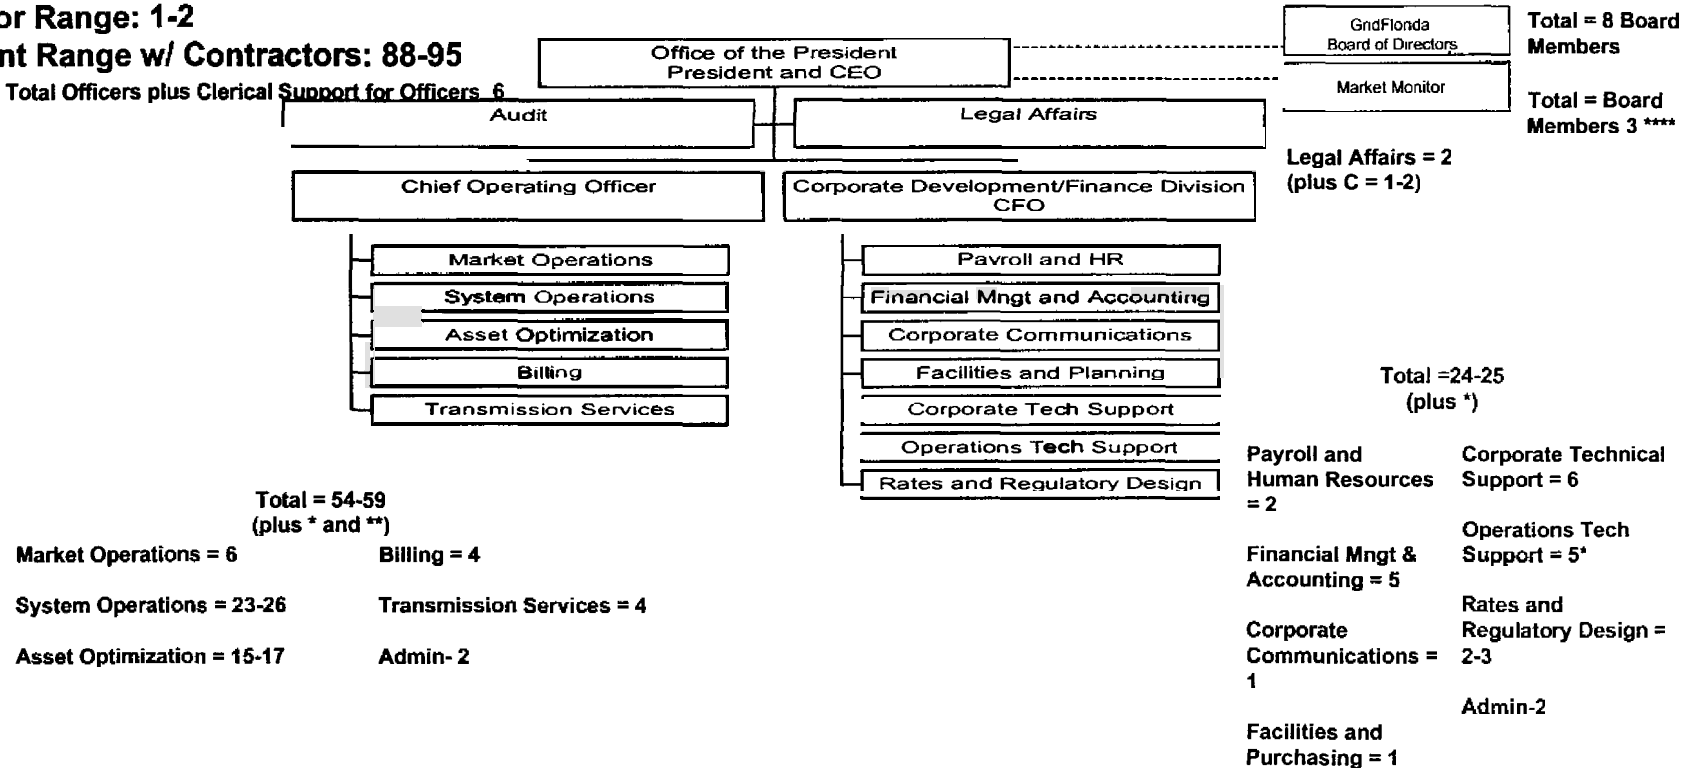 or Range: 1-2
nt Range w/ Contractors: 88-95
Total Officers plus Clerical Support for Officers 6
Office of the President
President and CEO
GridFlorida
Board of Directors
Market Monitor
Total = 8 Board
Members
Total = Board
Members 3 ****
Audit
Legal Affairs
Legal Affairs = 2
(plus C = 1-2)
Chief Operating Officer
Corporate Development/Finance Division
CFO
Market Operations
System Operations
Asset Optimization
Billing
Transmission Services
Payroll and HR
Financial Mngt and Accounting
Corporate Communications
Facilities and Planning
Corporate Tech Support
Operations Tech Support
Rates and Regulatory Design
Total = 54-59
(plus * and **)
Market Operations = 6
System Operations = 23-26
Asset Optimization = 15-17
Billing = 4
Transmission Services = 4
Admin- 2
Total =24-25
(plus *)
Payroll and
Human Resources
= 2
Financial Mngt &
Accounting = 5
Corporate
Communications =
1
Facilities and
Purchasing = 1
Corporate Technical
Support = 6
Operations Tech
Support = 5*
Rates and
Regulatory Design =
2-3
Admin-2